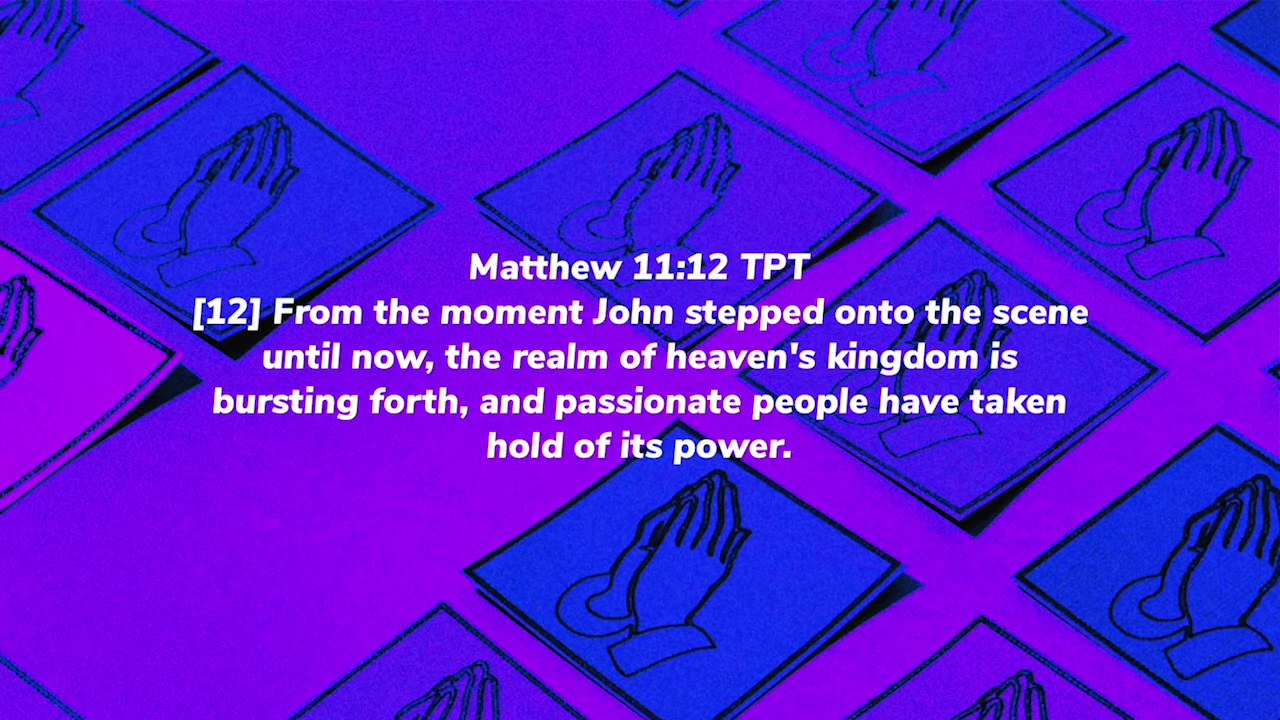 Matthew 11:12 TPT
[12] From the moment John stepped onto the scene
until now, the realm of heaven's kingdom is
bursting forth, and passionate people have taken
hold of its power.